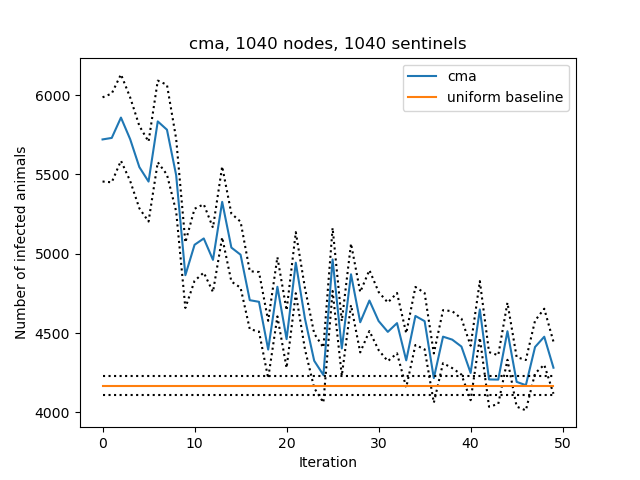 cma, 1040 nodes, 1040 sentinels
cma
uniform baseline
Number of infected animals
6000
5500
5000
4500
4000
0 10 20 30 40 50
Iteration